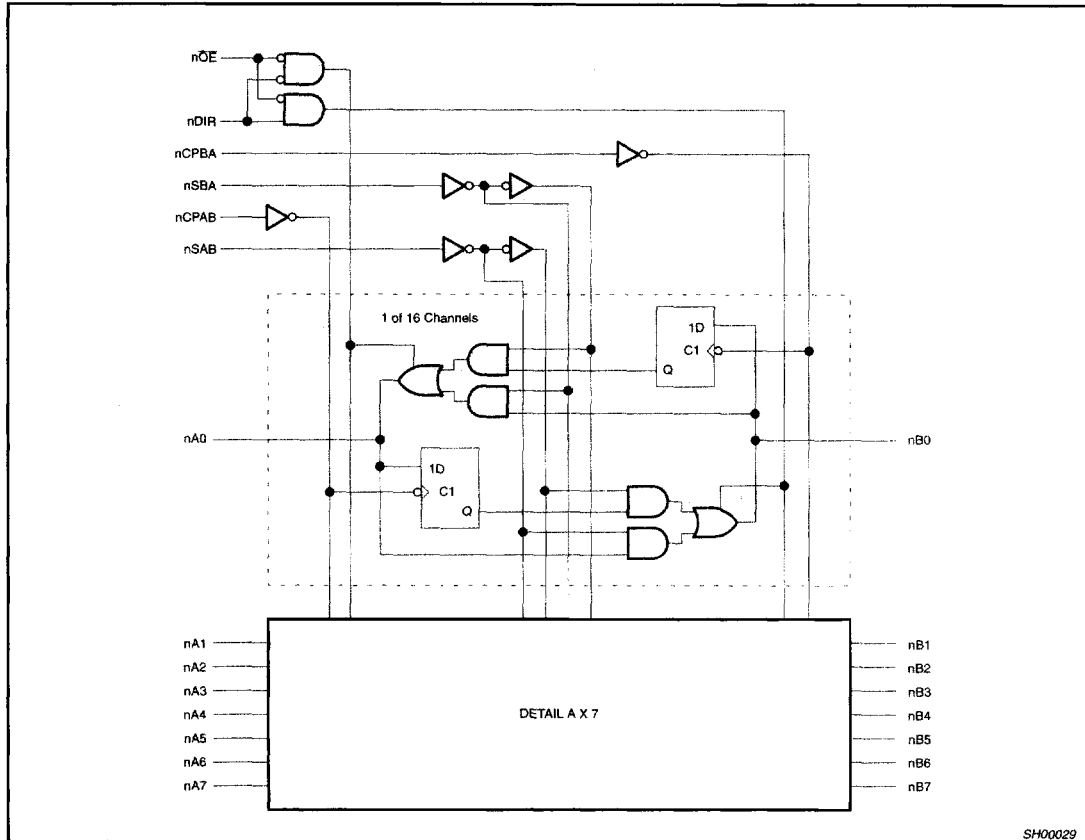 nOE
nDIR
nCPBA
nSBA
nCPAB
nSAB
1 of 16 Channels
1D
C1
Q
nA0
nB0
1D
C1
Q
nA1
nB1
nA2
nB2
nA3
nB3
nA4
DETAIL A X 7
nB4
nA5
nB5
nA6
nB6
nA7
nB7
SH00029